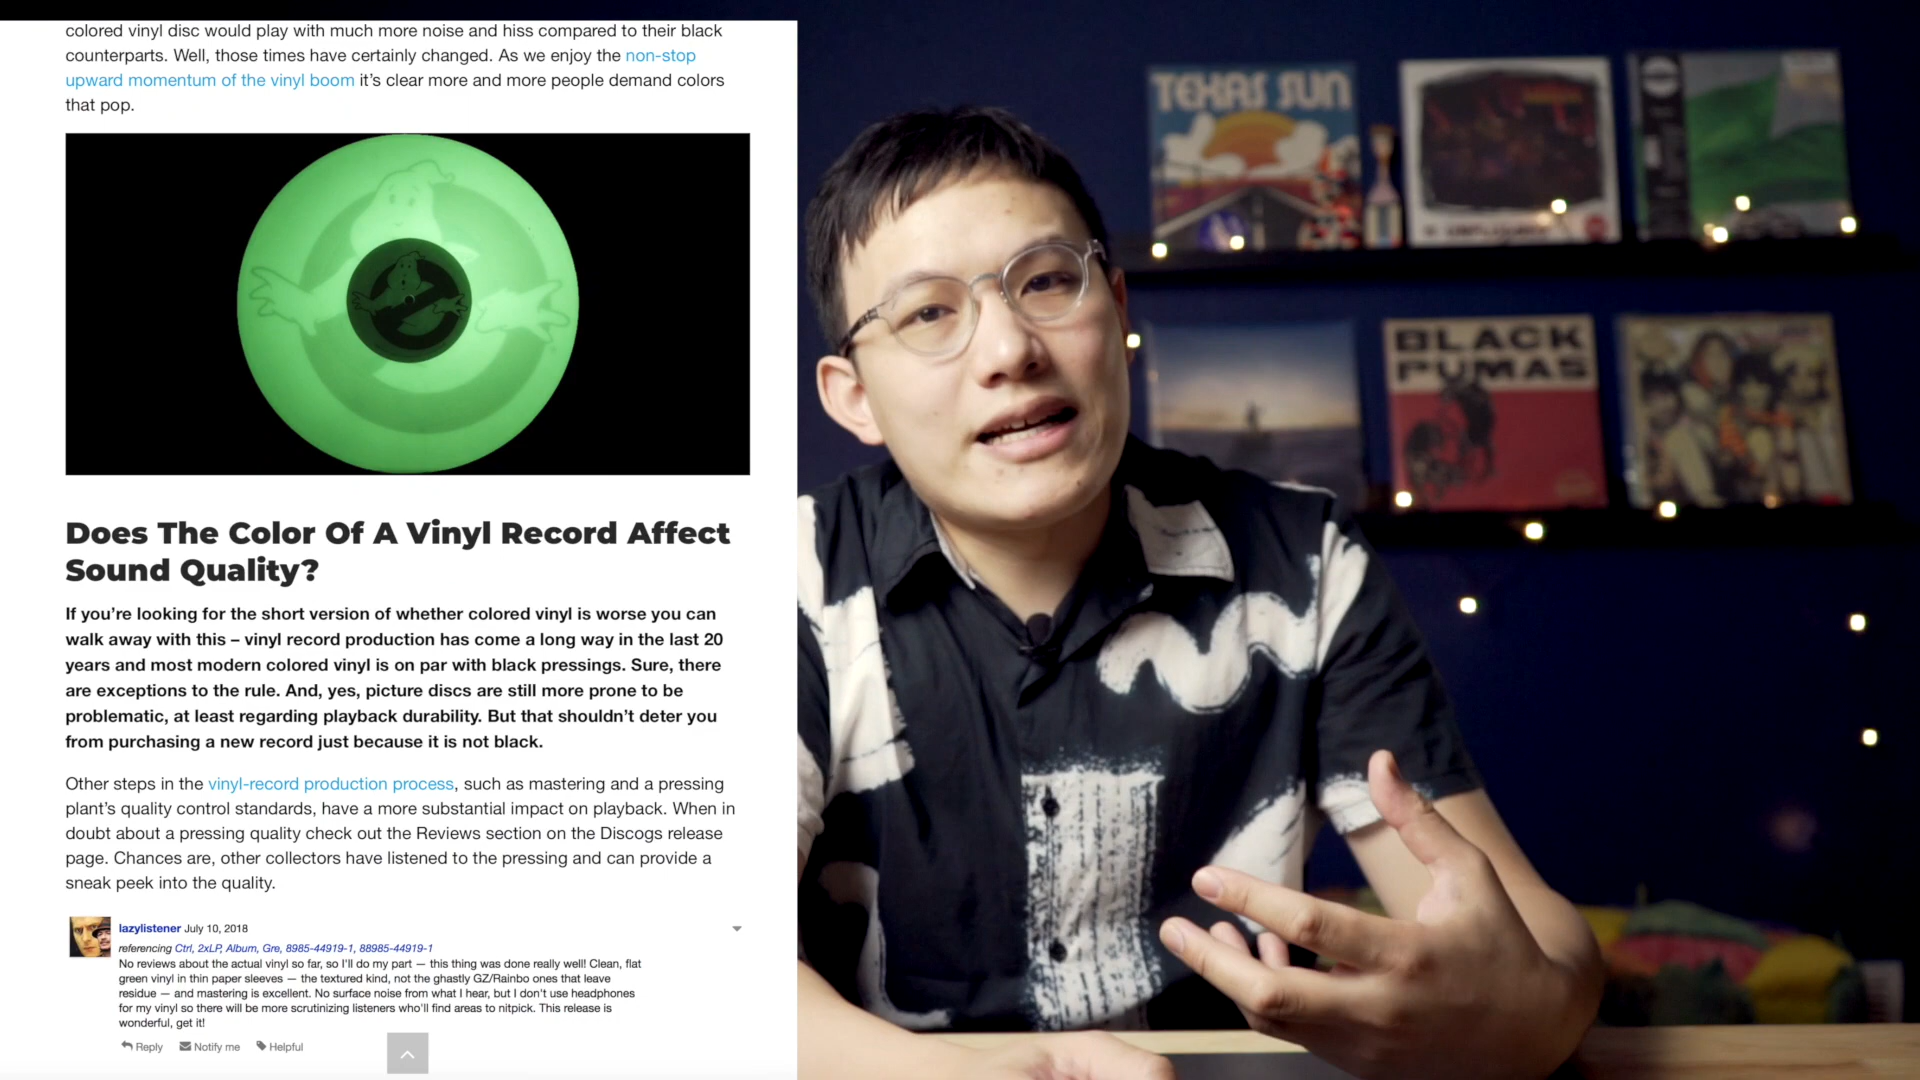 colored vinyl disc would play with much more noise and hiss compared to their black
counterparts. Well, those times have certainly changed. As we enjoy the non-stop
upward momentum of the vinyl boom it’s clear more and more people demand colors
that pop.
Does The Color Of A Vinyl Record Affect
Sound Quality?
If you’re looking for the short version of whether colored vinyl is worse you can
walk away with this – vinyl record production has come a long way in the last 20
years and most modern colored vinyl is on par with black pressings. Sure, there
are exceptions to the rule. And, yes, picture discs are still more prone to be
problematic, at least regarding playback durability. But that shouldn’t deter you
from purchasing a new record just because it is not black.
Other steps in the vinyl-record production process, such as mastering and a pressing
plant’s quality control standards, have a more substantial impact on playback. When in
doubt about a pressing quality check out the Reviews section on the Discogs release
page. Chances are, other collectors have listened to the pressing and can provide a
sneak peek into the quality.
lazylistener July 10, 2018
referencing Ctrl, 2xLP, Album, Gre, 8985-44919-1, 88985-44919-1
No reviews about the actual vinyl so far, so I'll do my part — this thing was done really well! Clean, flat
green vinyl in thin paper sleeves — the textured kind, not the ghastly GZ/Rainbo ones that leave
residue — and mastering is excellent. No surface noise from what I hear, but I don't use headphones
for my vinyl so there will be more scrutinizing listeners who'll find areas to nitpick. This release is
wonderful, get it!
Reply Notify me Helpful
TEXAS SUN
UNPLUGGED
BLACK
PUMAS